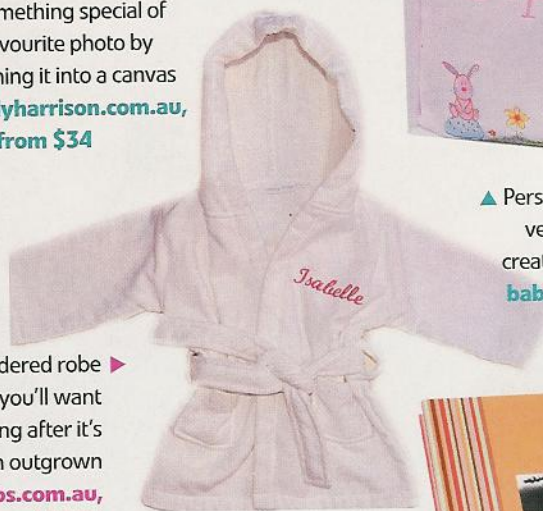 mething special of
vourite photo by
ning it into a canvas
yharrison.com.au,
from $34
Isabelle
▲ Pers
ve
creat
bab
dered robe ▶
you'll want
ng after it's
n outgrown
os.com.au,